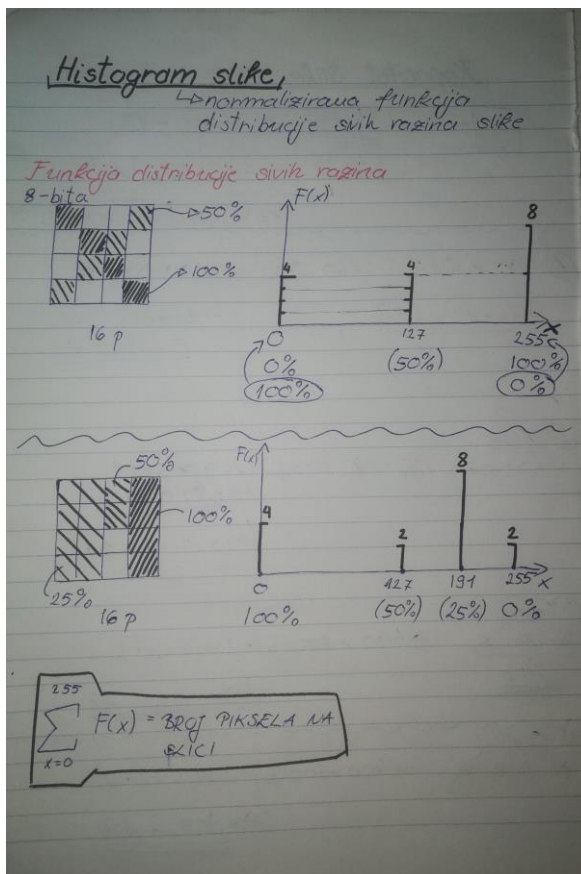 Histogram slike
↳ normalizirana funkcija
distribucije sivih razina slike
Funkcija distribucije sivih razina
8-bita
50%
100%
16 p
F(x)
4
4
8
0
127
255
x
0%
(50%)
100%
100%
0%
50%
100%
25%
16 p
F(x)
4
2
8
2
0
127
191
255
x
100%
(50%)
(25%)
0%
255
∑ F(x) = BROJ PIKSELA NA
SLICI
x=0